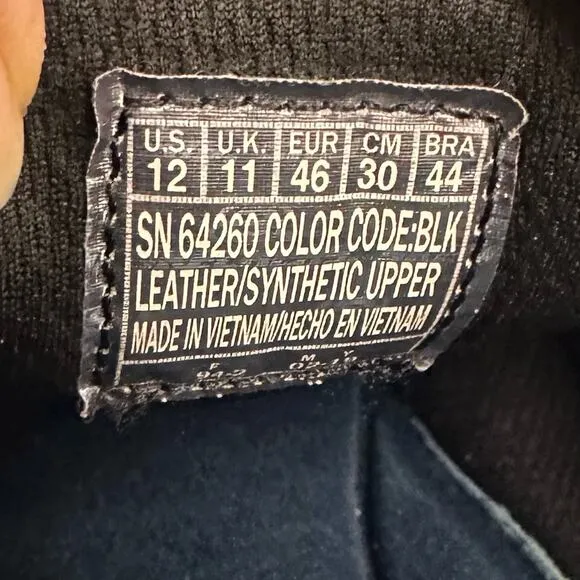 U.S. U.K. EUR CM BRA
12 11 46 30 44
SN 64260 COLOR CODE:BLK
LEATHER/SYNTHETIC UPPER
MADE IN VIETNAM/HECHO EN VIETNAM
F M Y